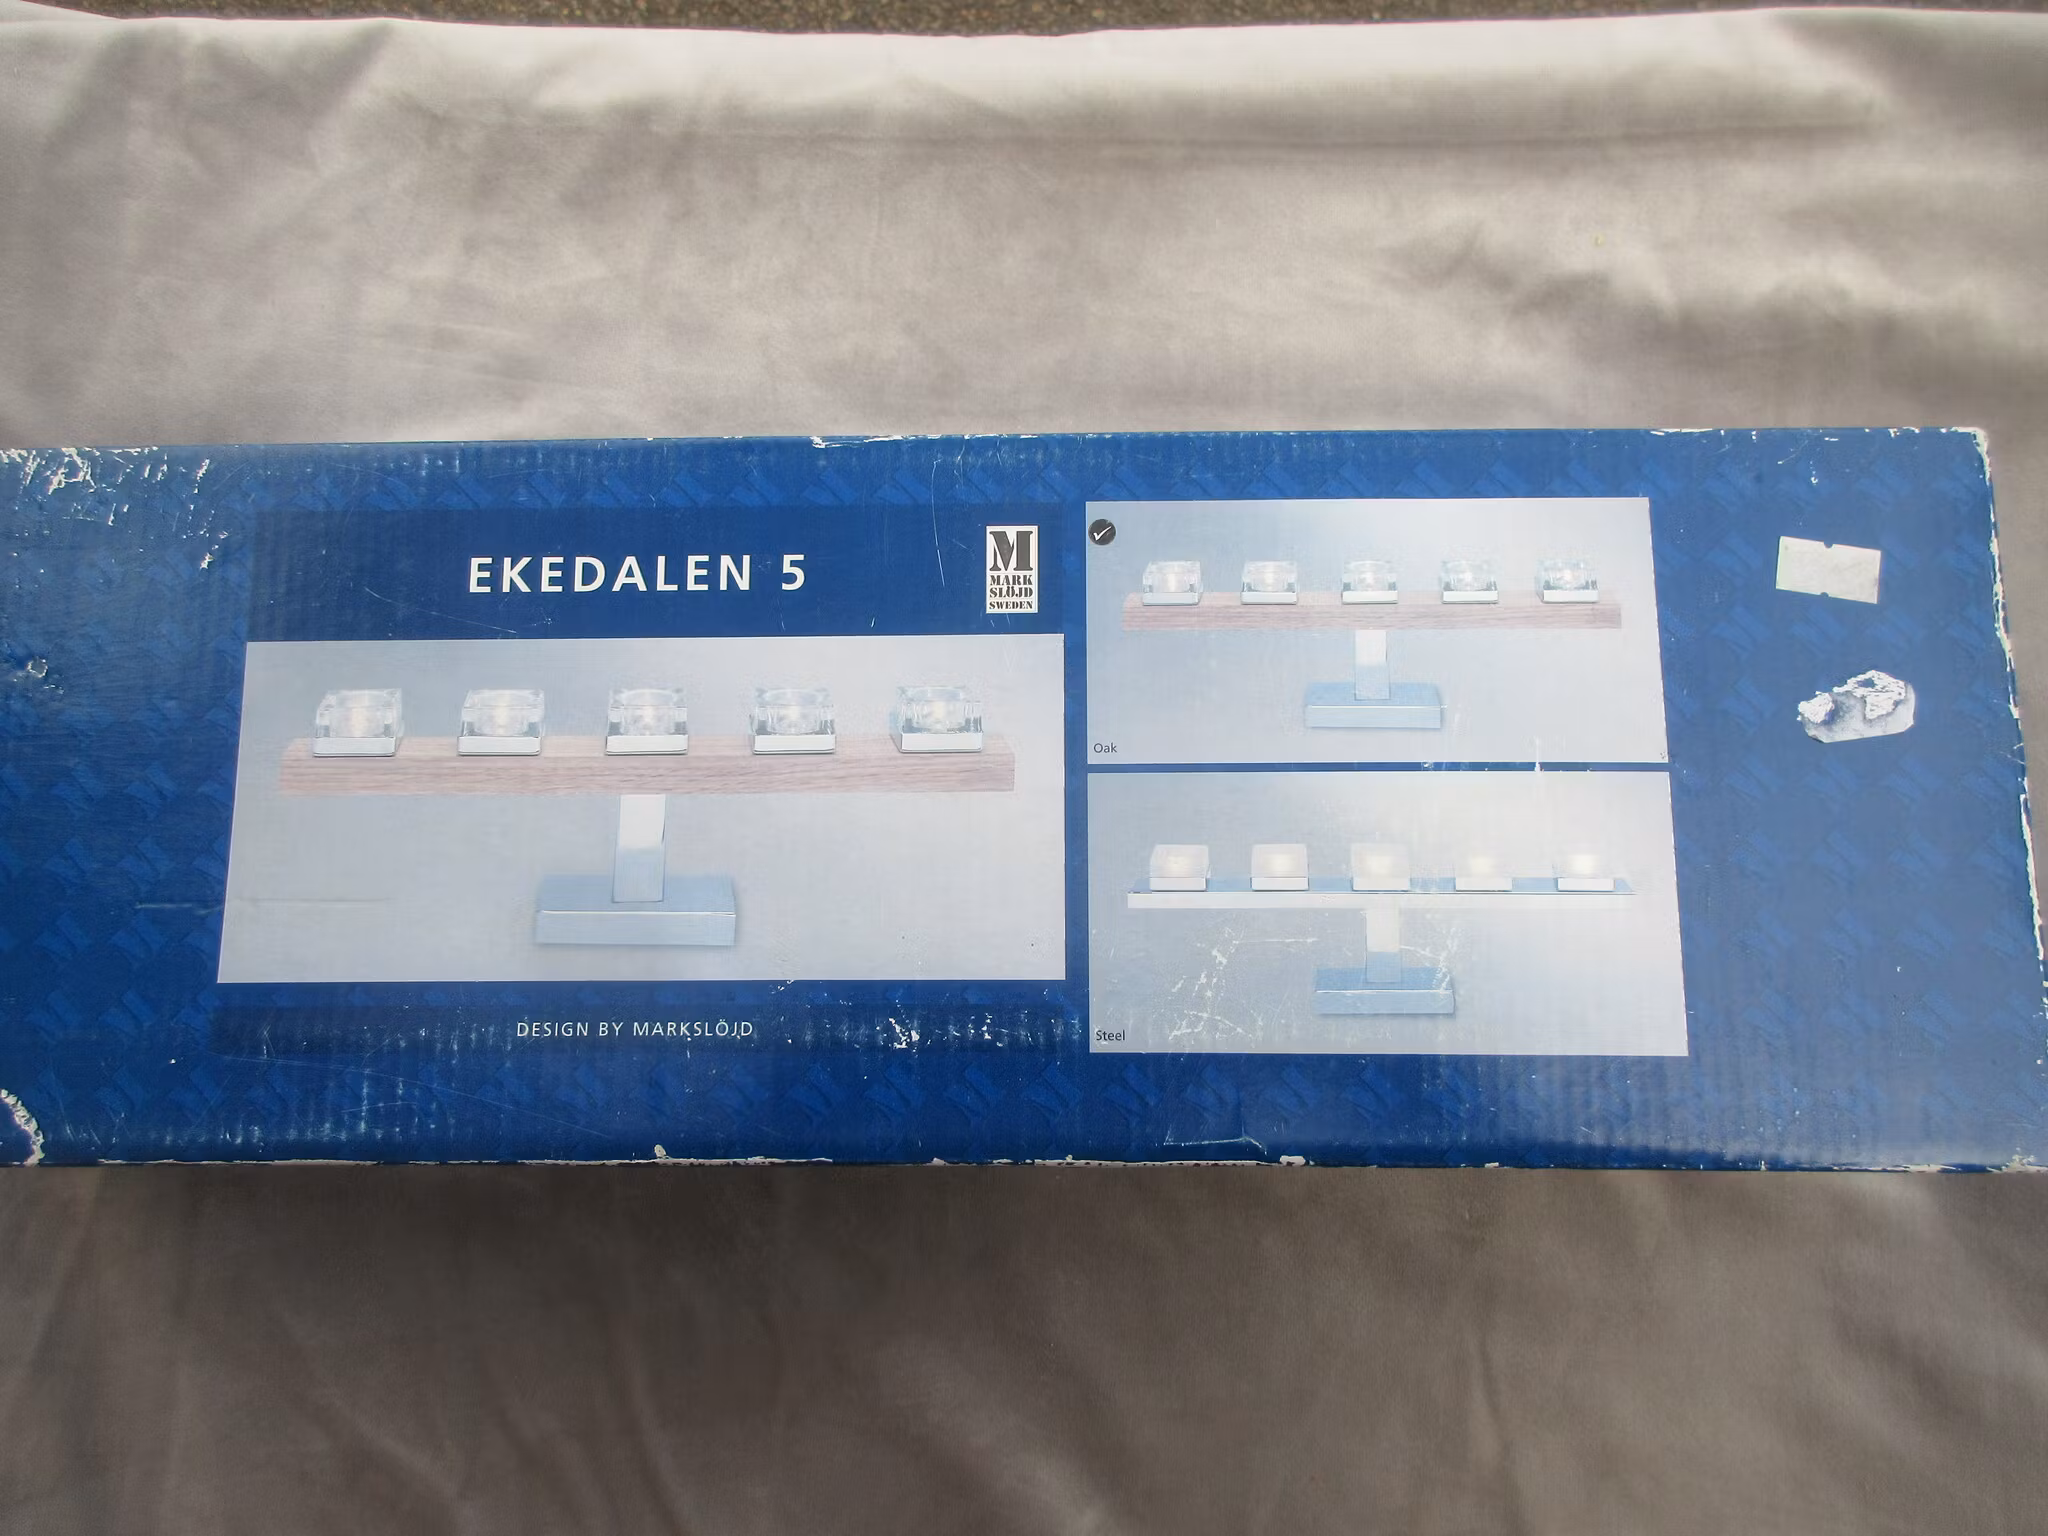 EKEDALEN 5
M
MARK
SLÖJD
SWEDEN
DESIGN BY MARKSLÖJD
Oak
Steel